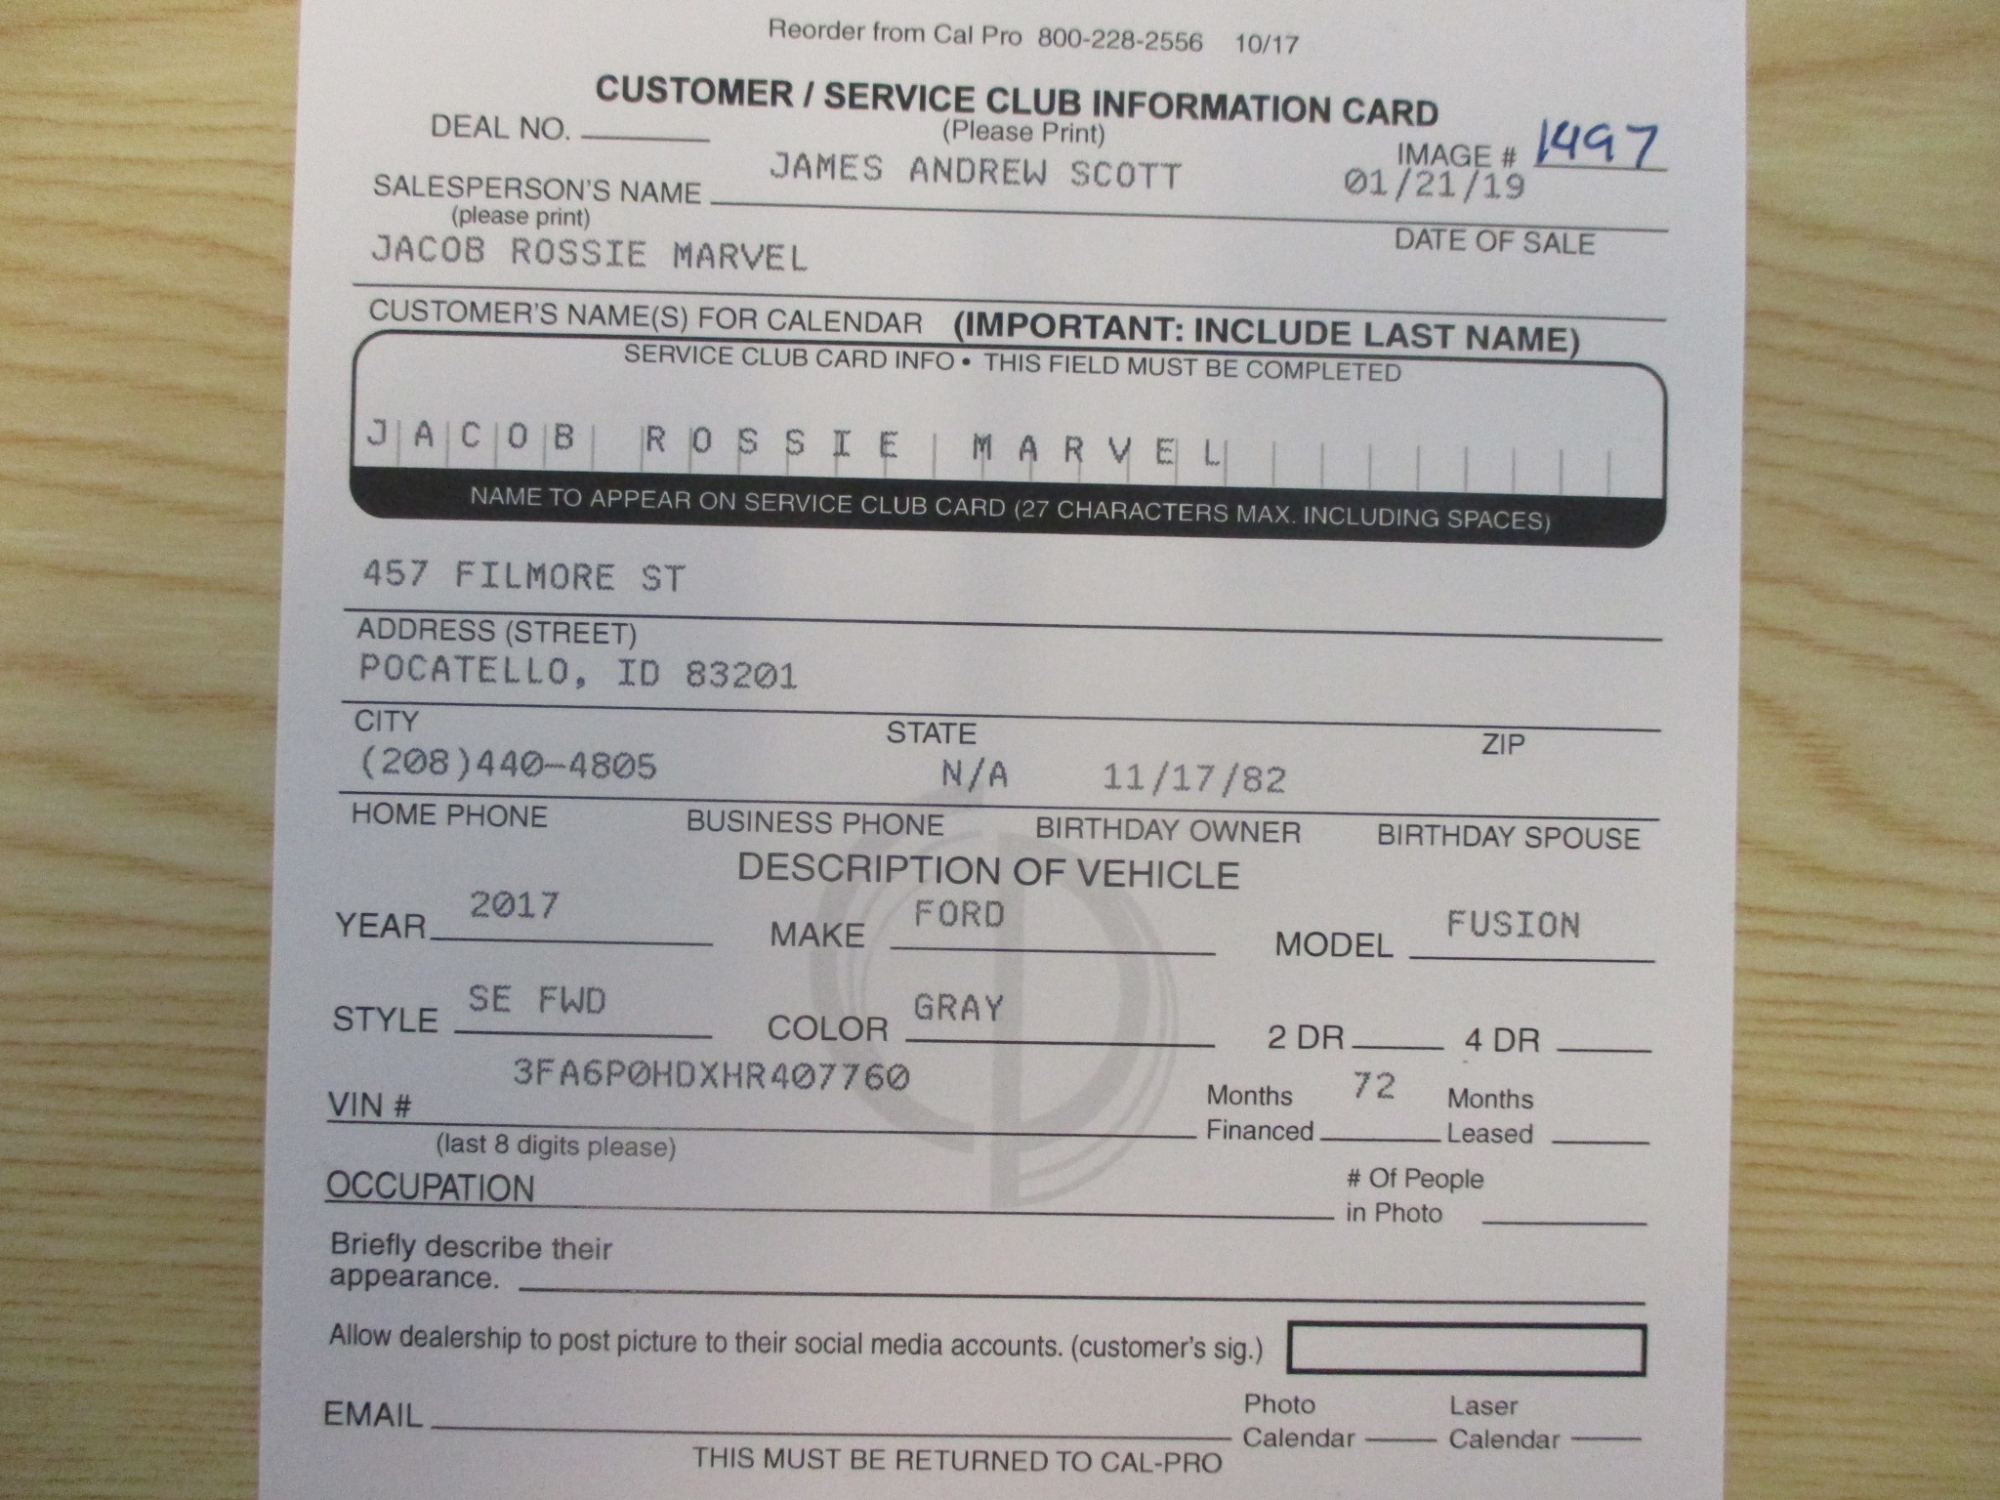 Reorder from Cal Pro 800-228-2556 10/17
CUSTOMER / SERVICE CLUB INFORMATION CARD
DEAL NO. (Please Print) IMAGE # 1497
SALESPERSON'S NAME JAMES ANDREW SCOTT 01/21/19
(please print) DATE OF SALE
JACOB ROSSIE MARVEL
CUSTOMER'S NAME(S) FOR CALENDAR (IMPORTANT: INCLUDE LAST NAME)
SERVICE CLUB CARD INFO • THIS FIELD MUST BE COMPLETED
JACOB ROSSIE MARVEL
NAME TO APPEAR ON SERVICE CLUB CARD (27 CHARACTERS MAX. INCLUDING SPACES)
457 FILMORE ST
ADDRESS (STREET)
POCATELLO, ID 83201
CITY STATE ZIP
(208)440-4805 N/A 11/17/82
HOME PHONE BUSINESS PHONE BIRTHDAY OWNER BIRTHDAY SPOUSE
DESCRIPTION OF VEHICLE
YEAR 2017 MAKE FORD MODEL FUSION
STYLE SE FWD COLOR GRAY 2 DR 4 DR
VIN # 3FA6P0HDXHR407760 Months Financed 72 Months Leased
(last 8 digits please)
OCCUPATION # Of People in Photo
Briefly describe their
appearance.
Allow dealership to post picture to their social media accounts. (customer's sig.)
EMAIL Photo Calendar Laser Calendar
THIS MUST BE RETURNED TO CAL-PRO